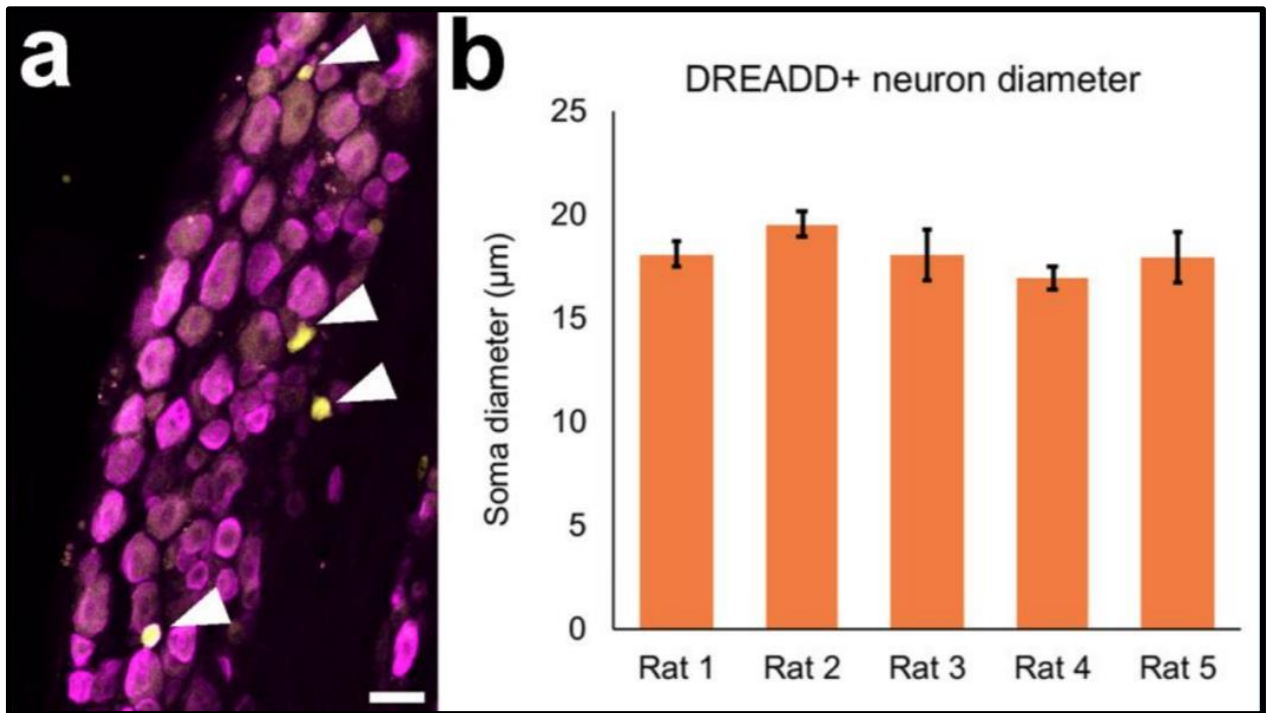 a
b
DREADD+ neuron diameter
Soma diameter (µm)
25
20
15
10
5
0
Rat 1 Rat 2 Rat 3 Rat 4 Rat 5